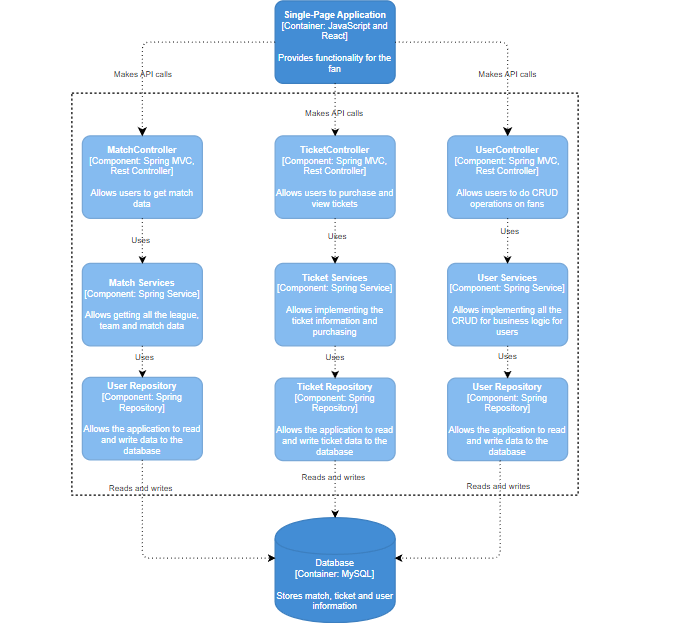 Single-Page Application
[Container: JavaScript and
React]
Provides functionality for the
fan
Makes API calls
Makes API calls
Makes API calls
MatchController
[Component: Spring MVC,
Rest Controller]
Allows users to get match
data
TicketController
[Component: Spring MVC,
Rest Controller]
Allows users to purchase and
view tickets
UserController
[Component: Spring MVC,
Rest Controller]
Allows users to do CRUD
operations on fans
Uses
Uses
Uses
Match Services
[Component: Spring Service]
Allows getting all the league,
team and match data
Ticket Services
[Component: Spring Service]
Allows implementing the
ticket information and
purchasing
User Services
[Component: Spring Service]
Allows implementing all the
CRUD for business logic for
users
Uses
Uses
Uses
User Repository
[Component: Spring
Repository]
Allows the application to read
and write data to the
database
Ticket Repository
[Component: Spring
Repository]
Allows the application to read
and write ticket data to the
database
User Repository
[Component: Spring
Repository]
Allows the application to read
and write data to the
database
Reads and writes
Reads and writes
Reads and writes
Database
[Container: MySQL]
Stores match, ticket and user
information